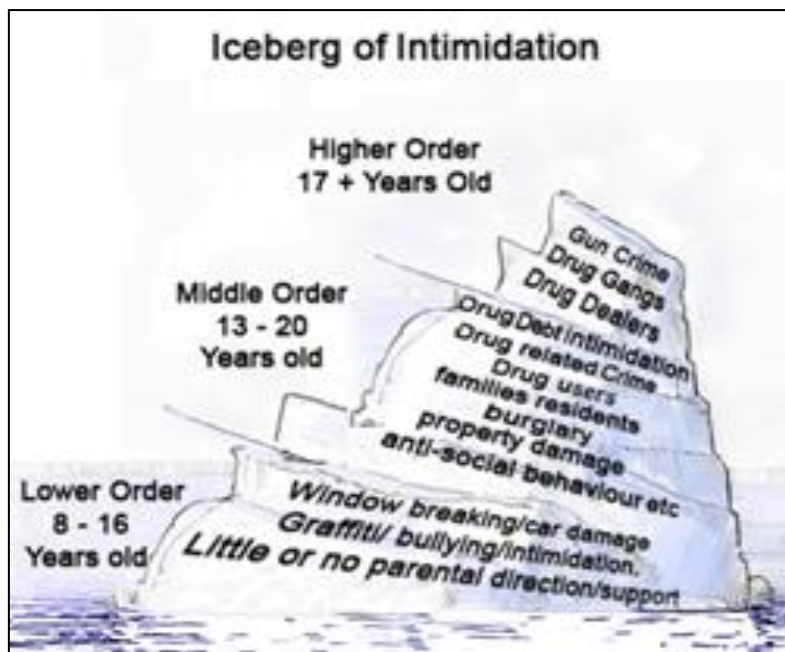 Iceberg of Intimidation
Higher Order
17 + Years Old
Gun Crime
Drug Gangs
Drug Dealers
Middle Order
13 - 20
Years old
Drug Debt intimidation
Drug related Crime
Drug users
families residents
burglary
property damage
anti-social behaviour etc
Lower Order
8 - 16
Years old
Window breaking/car damage
Graffiti/ bullying/intimidation.
Little or no parental direction/support